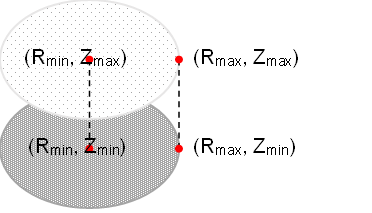 (Rmin, Zmax) (Rmax, Zmax)
(Rmin, Zmin) (Rmax, Zmin)